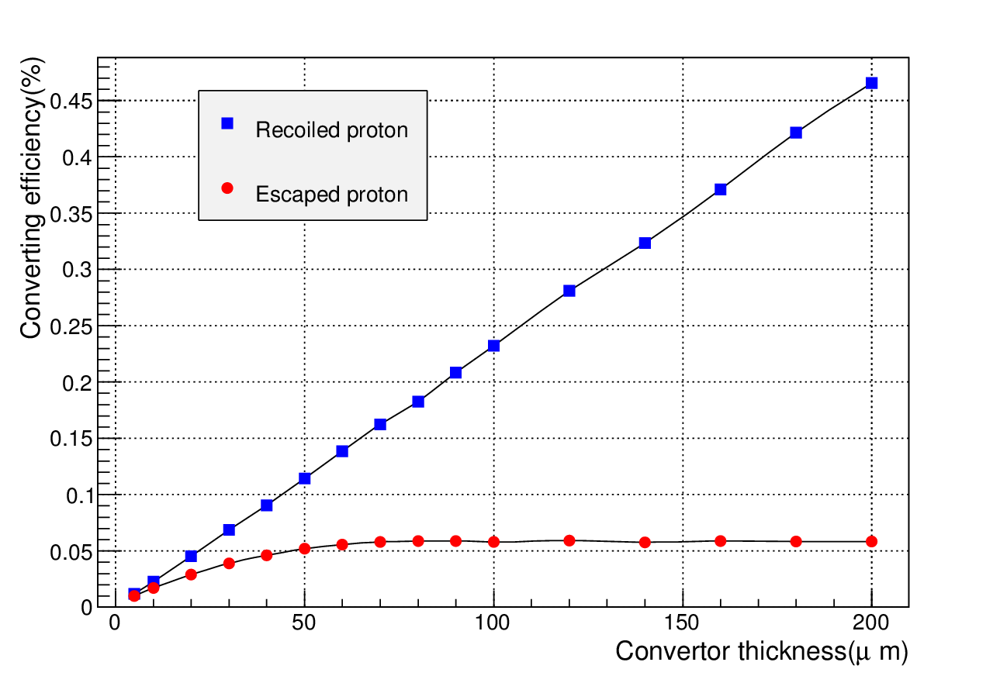 Converting efficiency(%)
0.45
0.4
0.35
0.3
0.25
0.2
0.15
0.1
0.05
0
Recoiled proton
Escaped proton
0 50 100 150 200
Convertor thickness(μ m)